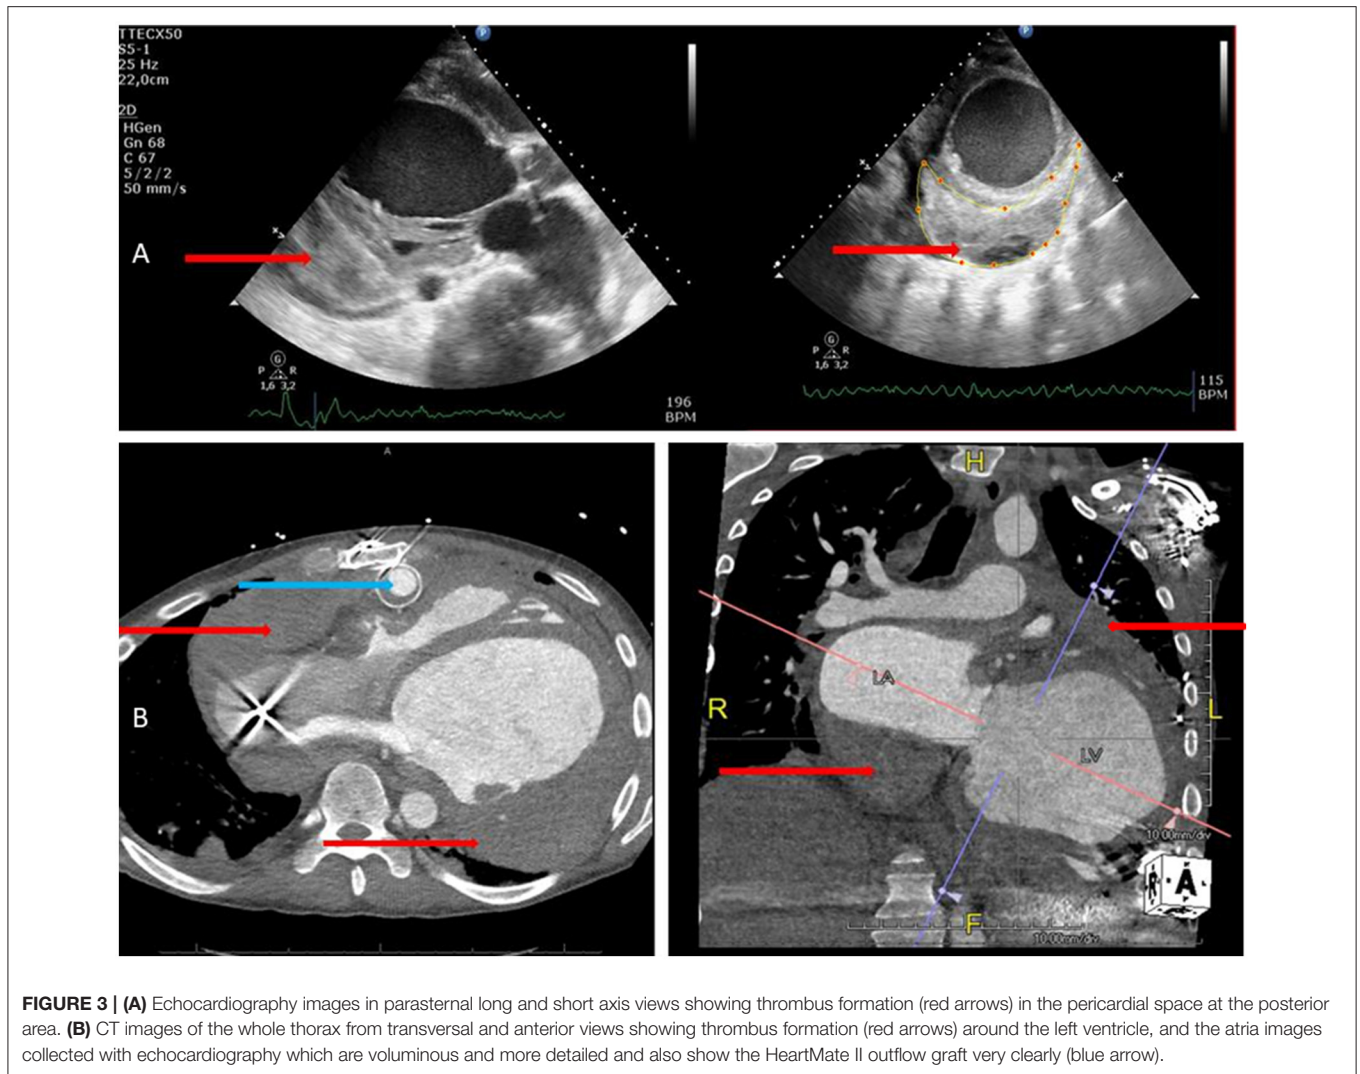 TTECX50
S5-1
25 Hz
22,0cm
2D
HGen
Gn 68
C 67
5 / 2 / 2
50 mm/s
P
P
A
G
P R
1,6 3,2
196
BPM
G
P R
1,6 3,2
115
BPM
A
B
H
R
LA
L
LV
10.00mm/div
R A
F
10.00mm/div
FIGURE 3 | (A) Echocardiography images in parasternal long and short axis views showing thrombus formation (red arrows) in the pericardial space at the posterior
area. (B) CT images of the whole thorax from transversal and anterior views showing thrombus formation (red arrows) around the left ventricle, and the atria images
collected with echocardiography which are voluminous and more detailed and also show the HeartMate II outflow graft very clearly (blue arrow).